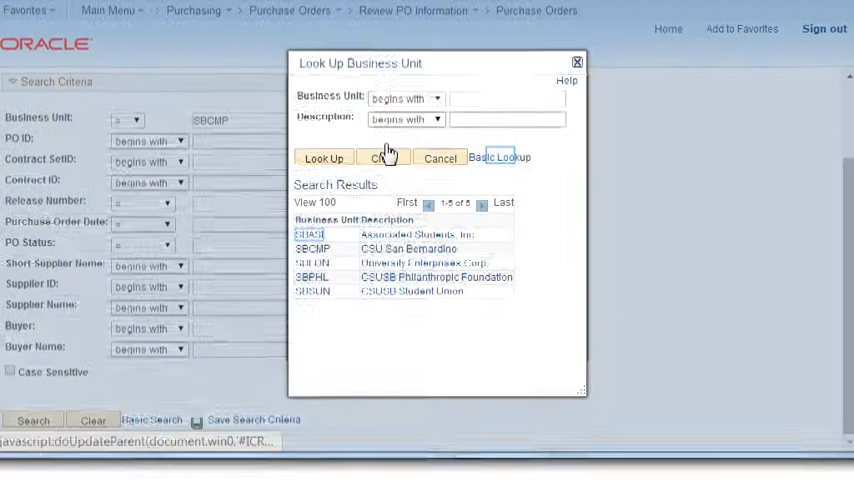 Favorites Main Menu > Purchasing > Purchase Orders > Review PO Information > Purchase Orders
Home Add to Favorites Sign out
ORACLE
Look Up Business Unit
Help
Search Criteria
Business Unit: = SBCMP
PO ID: begins with
Contract SetID: begins with
Contract ID: begins with
Release Number: =
Purchase Order Date: =
PO Status: =
Short Supplier Name: begins with
Supplier ID: begins with
Supplier Name: begins with
Buyer: begins with
Buyer Name: begins with
Case Sensitive
Search Clear Basic Search Save Search Criteria
javascript:doUpdateParent(document.win0,'#ICR...
Business Unit: begins with
Description: begins with
Look Up Cancel Basic Lookup
Search Results
View 100 First 1-5 of 5 Last
Business Unit Description
SBASI Associated Students, Inc
SBCMP CSU San Bernardino
SBFDN University Enterprises Corp.
SBPHL CSUSB Philanthropic Foundation
SBSUN CSUSB Student Union